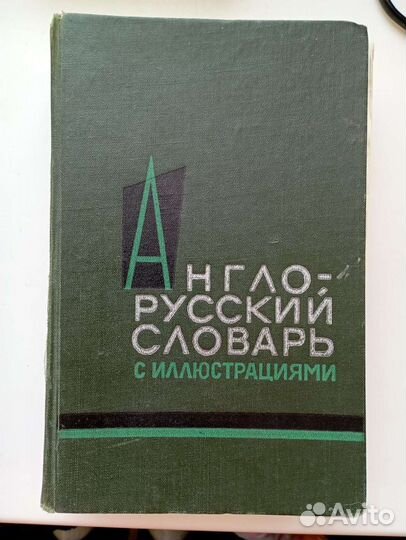 Англо-
русский
словарь
с иллюстрациями
Avito